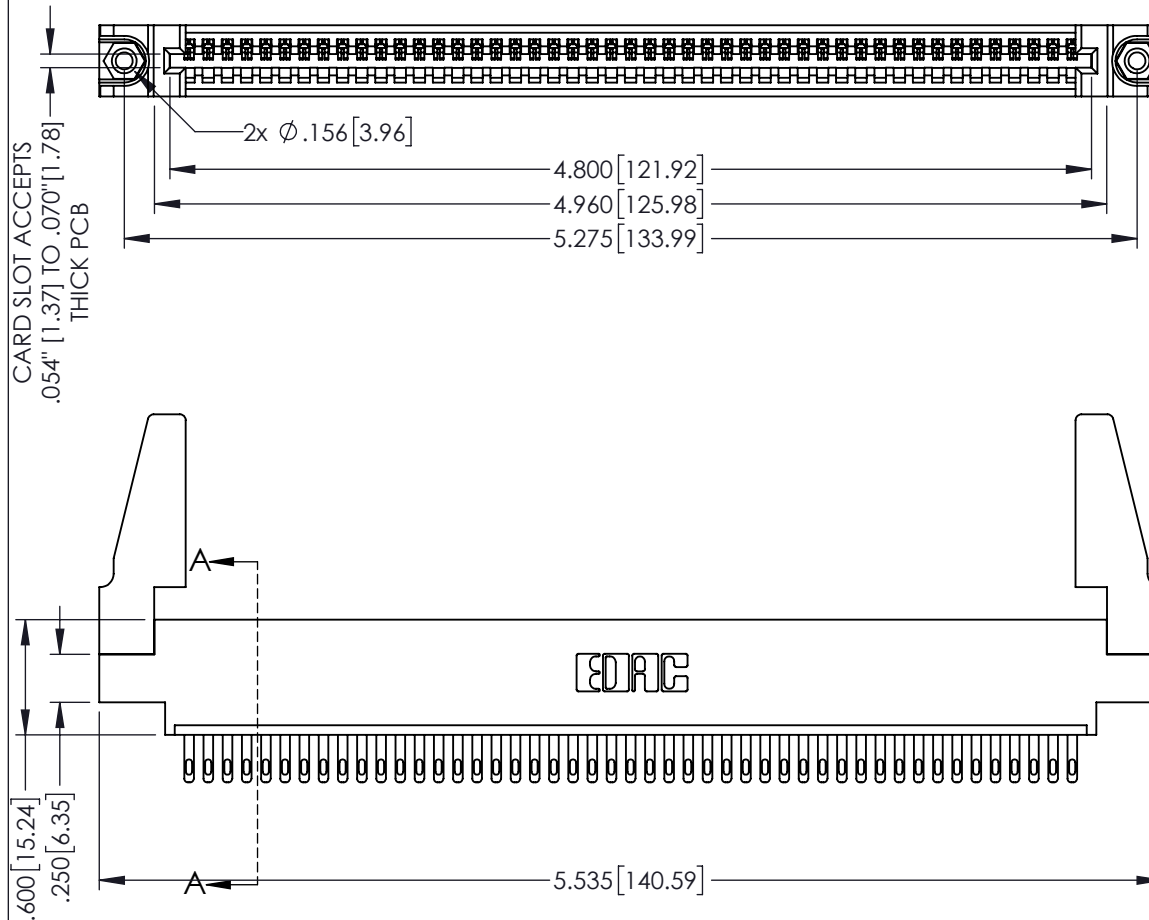 2x Ø .156[3.96]
4.800[121.92]
4.960[125.98]
5.275[133.99]
CARD SLOT ACCEPTS
.054" [1.37] TO .070"[1.78]
THICK PCB
A
EDAC
.600[15.24]
.250[6.35]
A
5.535[140.59]